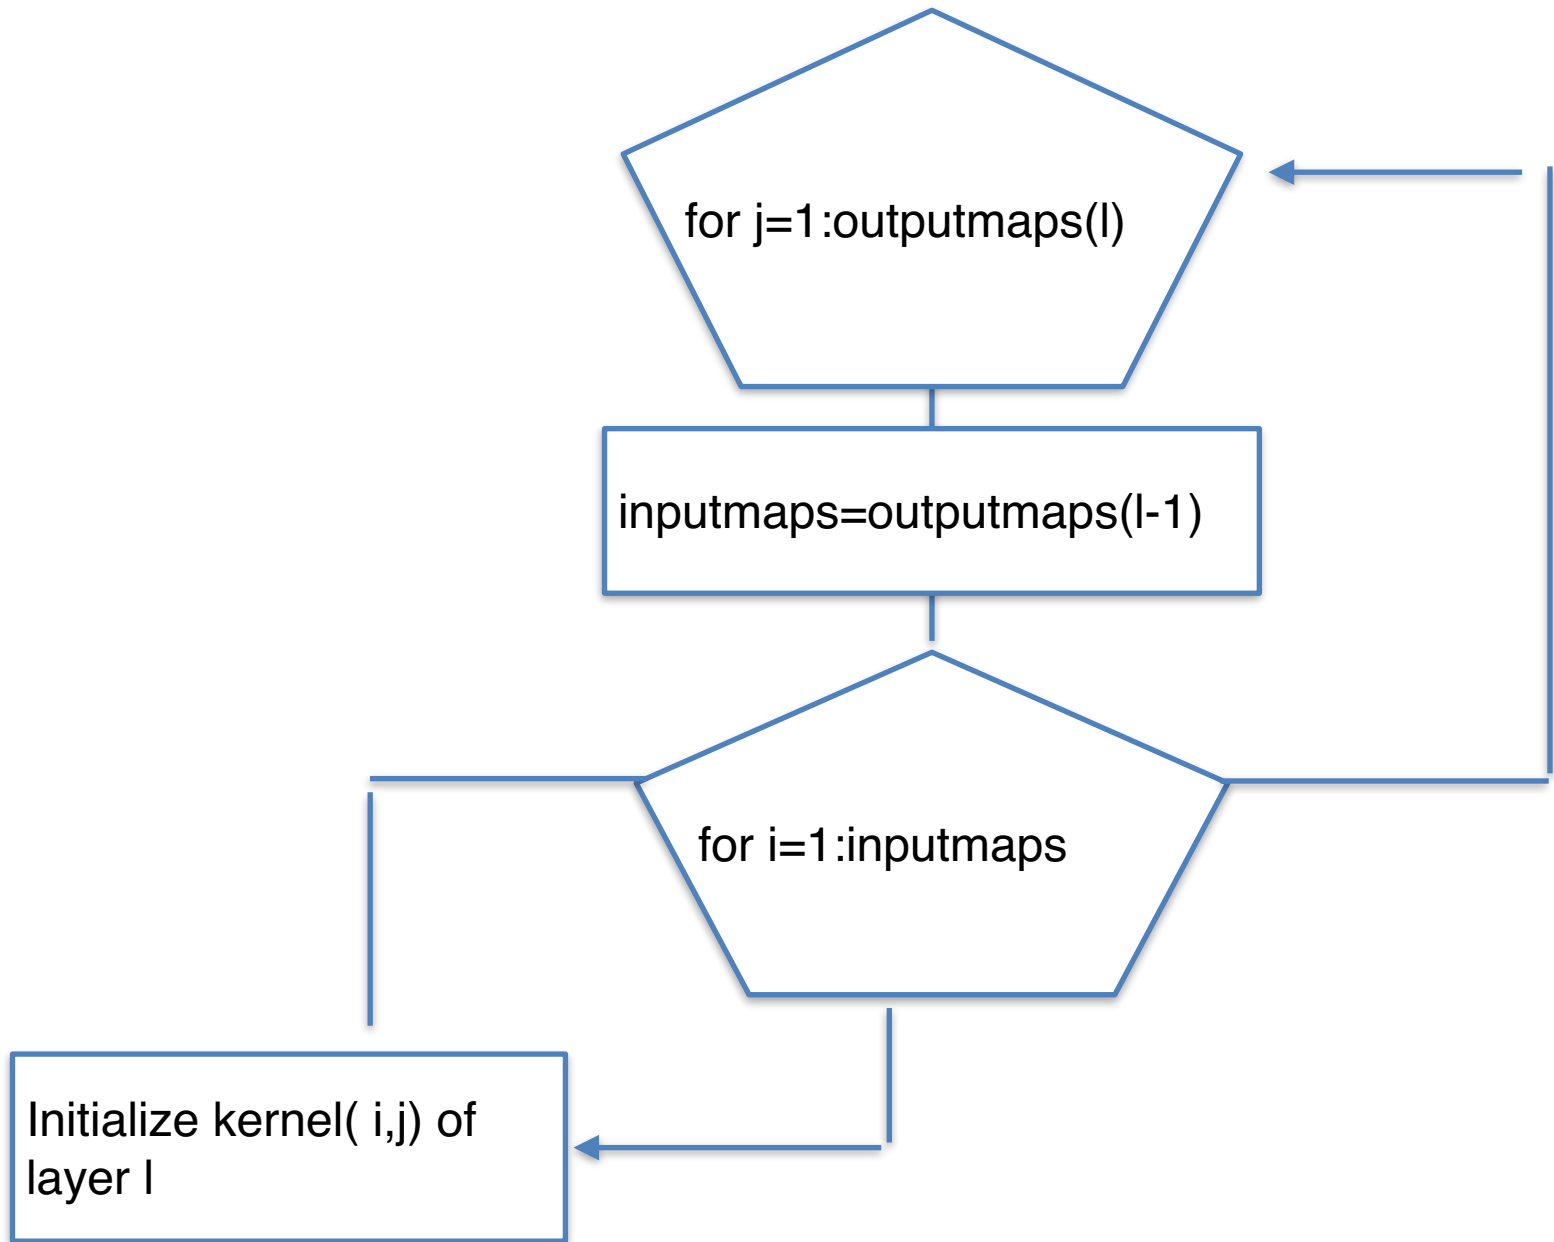 for j=1:outputmaps(l)
inputmaps=outputmaps(l-1)
for i=1:inputmaps
Initialize kernel( i,j) of
layer l